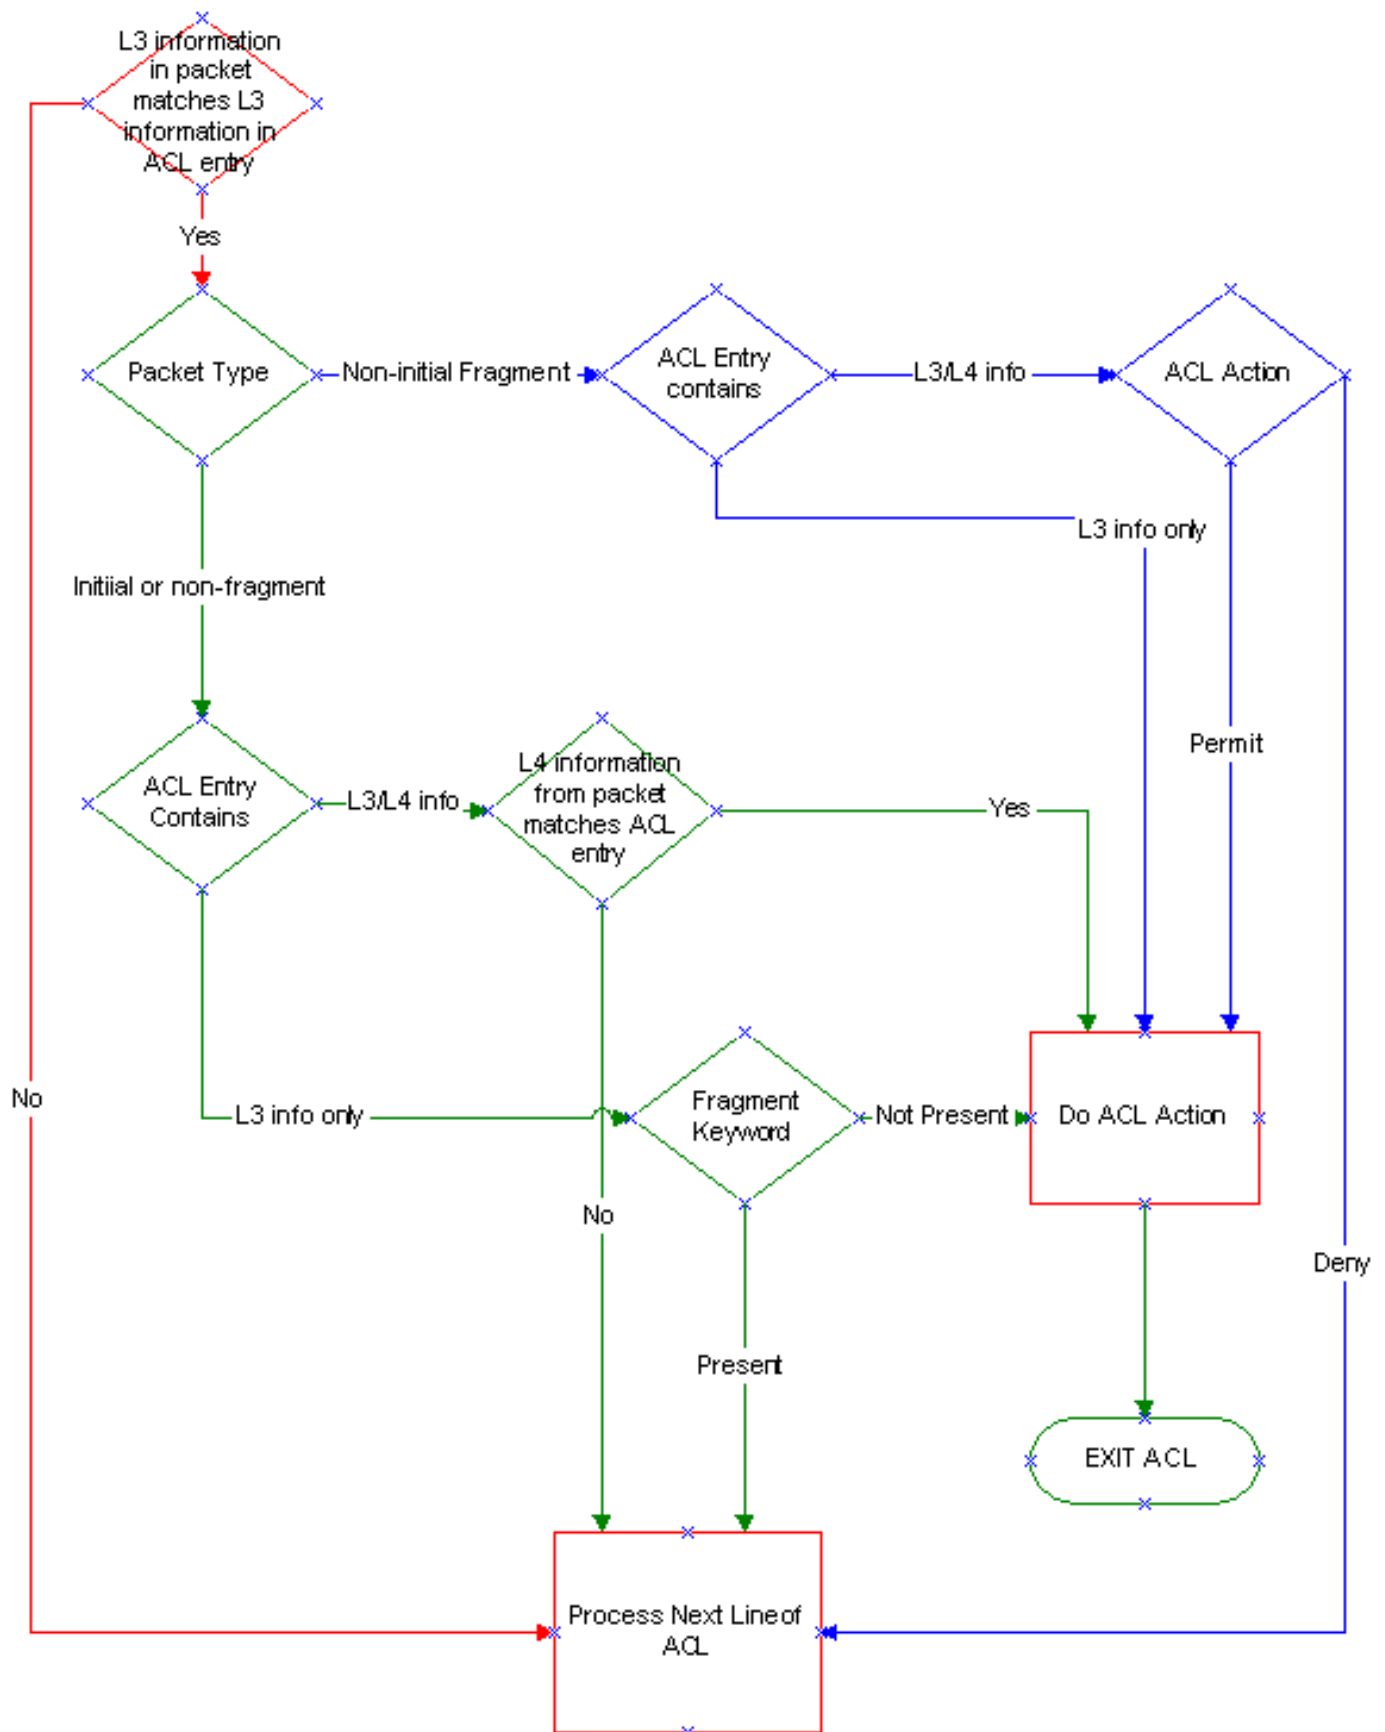 L3 information
in packet
matches L3
information in
ACL entry
Yes
Packet Type
Non-initial Fragment
ACL Entry
contains
L3/L4 info
ACL Action
L3 info only
Initiial or non-fragment
Permit
ACL Entry
Contains
L3/L4 info
L4 information
from packet
matches ACL
entry
Yes
No
L3 info only
Fragment
Keyword
Not Present
Do ACL Action
No
Deny
Present
EXIT ACL
Process Next Line of
ACL